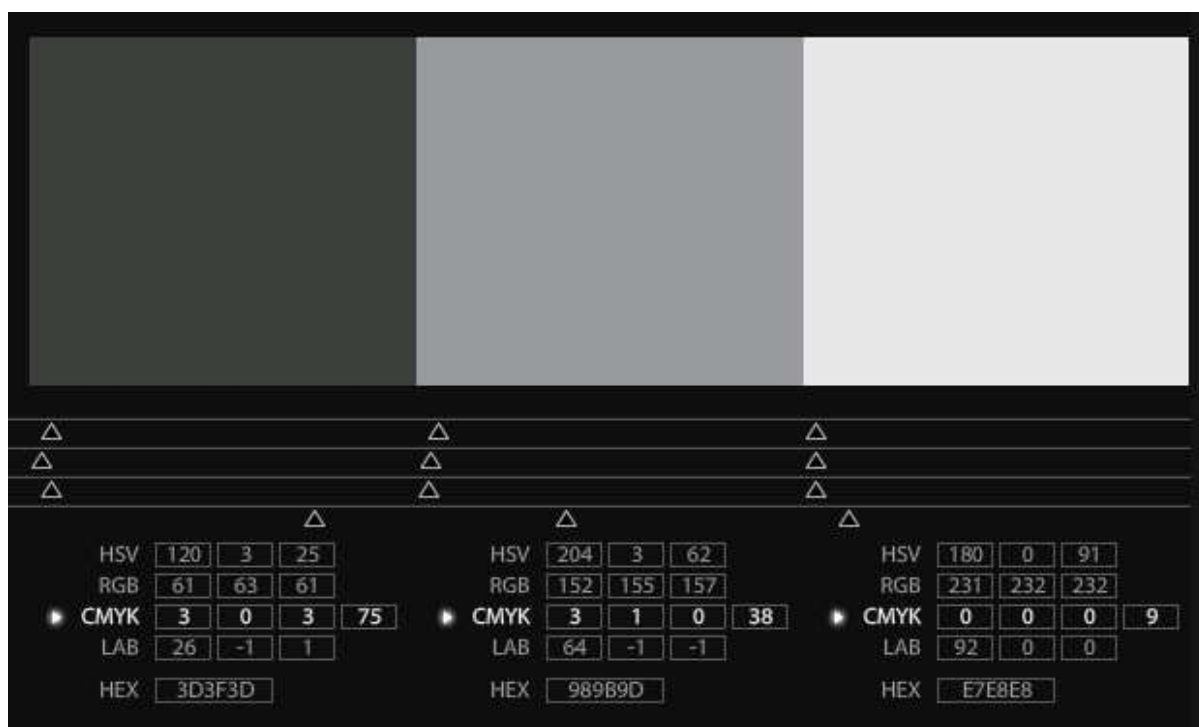 HSV 120 3 25
RGB 61 63 61
CMYK 3 0 3 75
LAB 26 -1 1
HEX 3D3F3D
HSV 204 3 62
RGB 152 155 157
CMYK 3 1 0 38
LAB 64 -1 -1
HEX 989B9D
HSV 180 0 91
RGB 231 232 232
CMYK 0 0 0 9
LAB 92 0 0
HEX E7E8E8